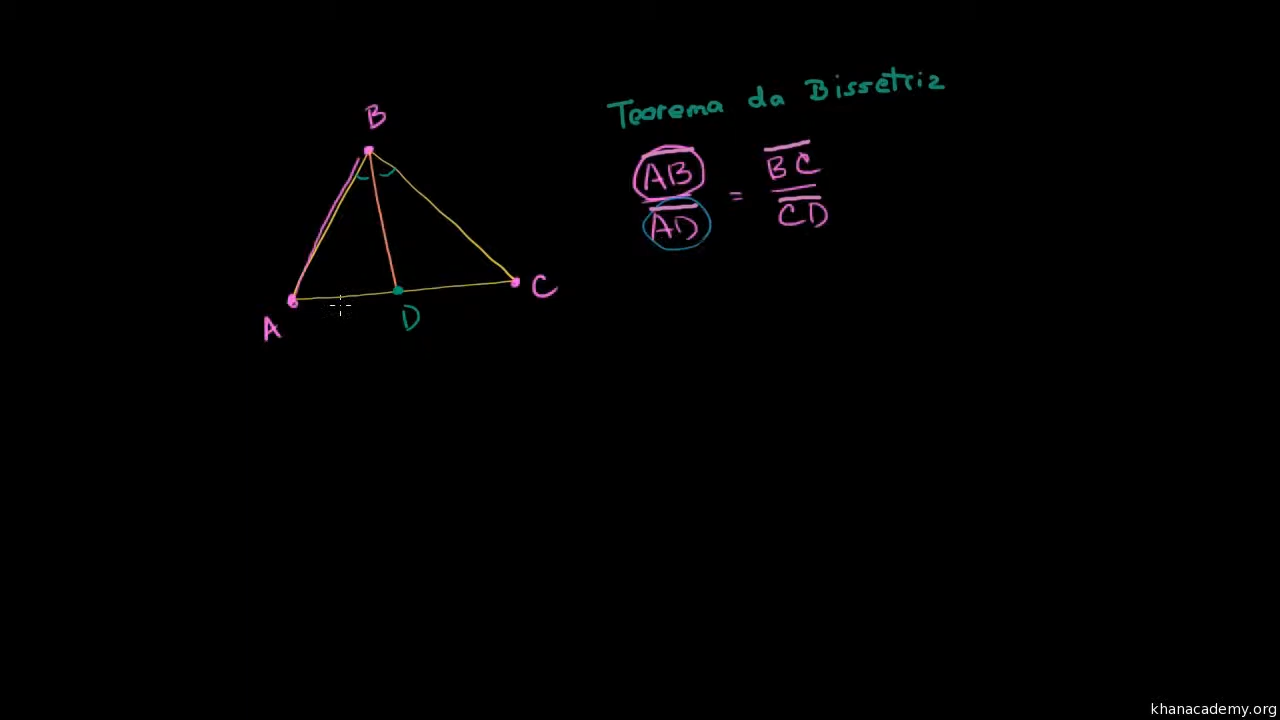 Teorema da Bissetriz
B
A
D
C
AB/AD = BC/CD
khanacademy.org